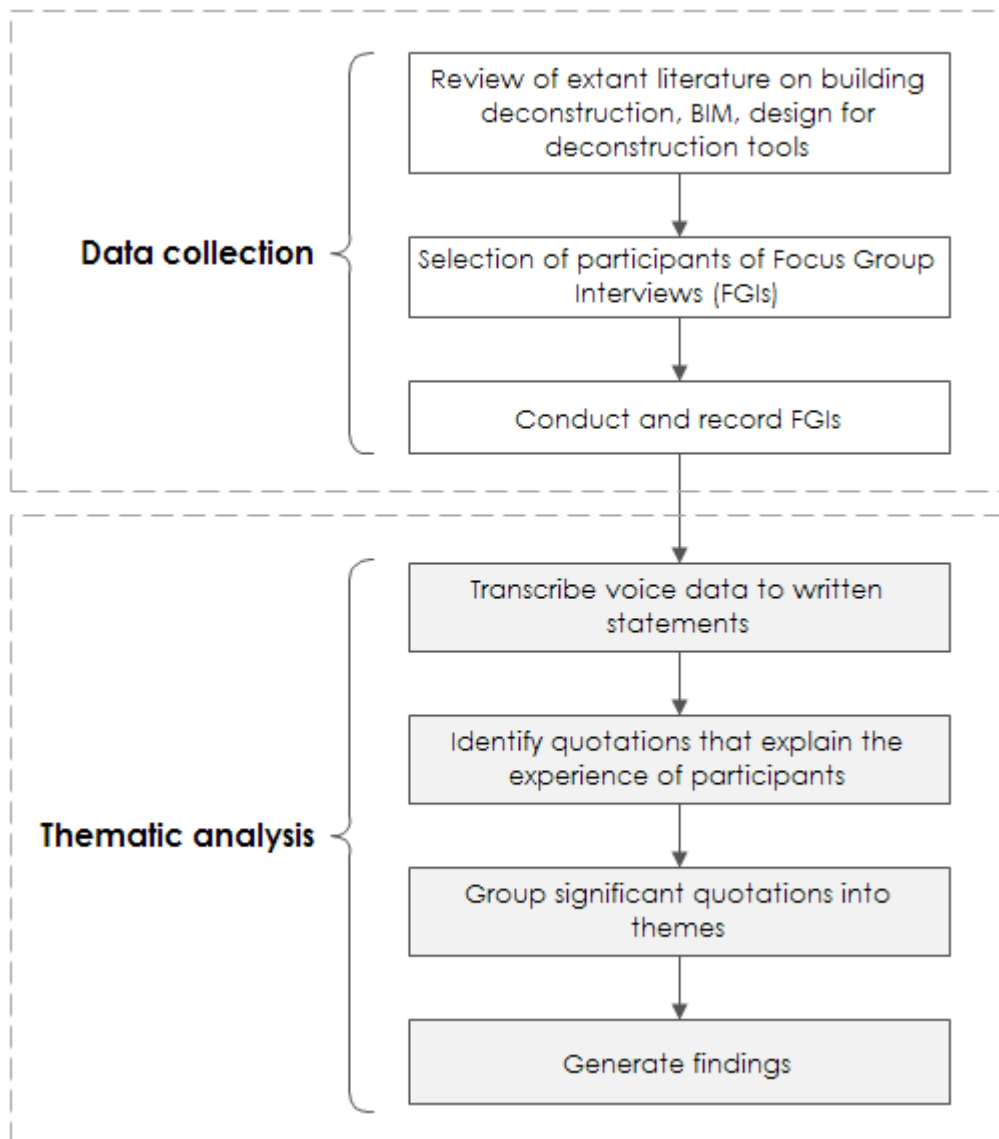 Review of extant literature on building
deconstruction, BIM, design for
deconstruction tools
Data collection
Selection of participants of Focus Group
Interviews (FGIs)
Conduct and record FGIs
Transcribe voice data to written
statements
Identify quotations that explain the
experience of participants
Thematic analysis
Group significant quotations into
themes
Generate findings